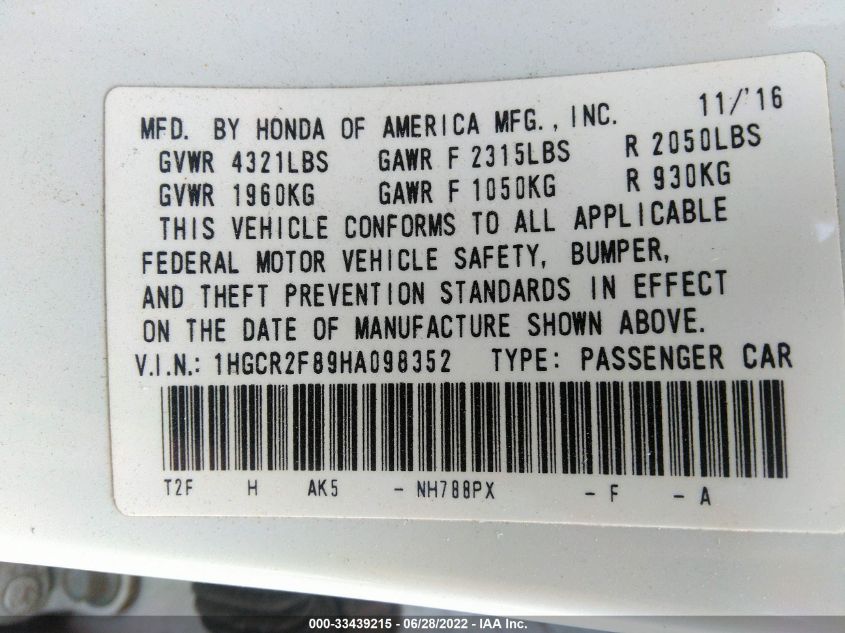 MFD. BY HONDA OF AMERICA MFG., INC. 11/'16
GVWR 4321LBS GAWR F 2315LBS R 2050LBS
GVWR 1960KG GAWR F 1050KG R 930KG
THIS VEHICLE CONFORMS TO ALL APPLICABLE
FEDERAL MOTOR VEHICLE SAFETY, BUMPER,
AND THEFT PREVENTION STANDARDS IN EFFECT
ON THE DATE OF MANUFACTURE SHOWN ABOVE.
V.I.N.: 1HGCR2F89HA098352 TYPE: PASSENGER CAR
T2F H AK5 - NH788PX - F - A
000-33439215 - 06/28/2022 - IAA Inc.